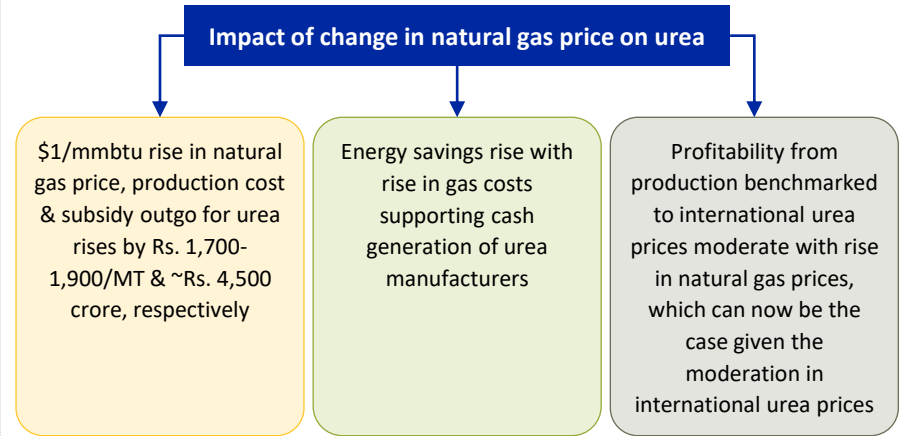 Impact of change in natural gas price on urea
$1/mmbtu rise in natural
gas price, production cost
& subsidy outgo for urea
rises by Rs. 1,700-
1,900/MT & ~Rs. 4,500
crore, respectively
Energy savings rise with
rise in gas costs
supporting cash
generation of urea
manufacturers
Profitability from
production benchmarked
to international urea
prices moderate with rise
in natural gas prices,
which can now be the
case given the
moderation in
international urea prices